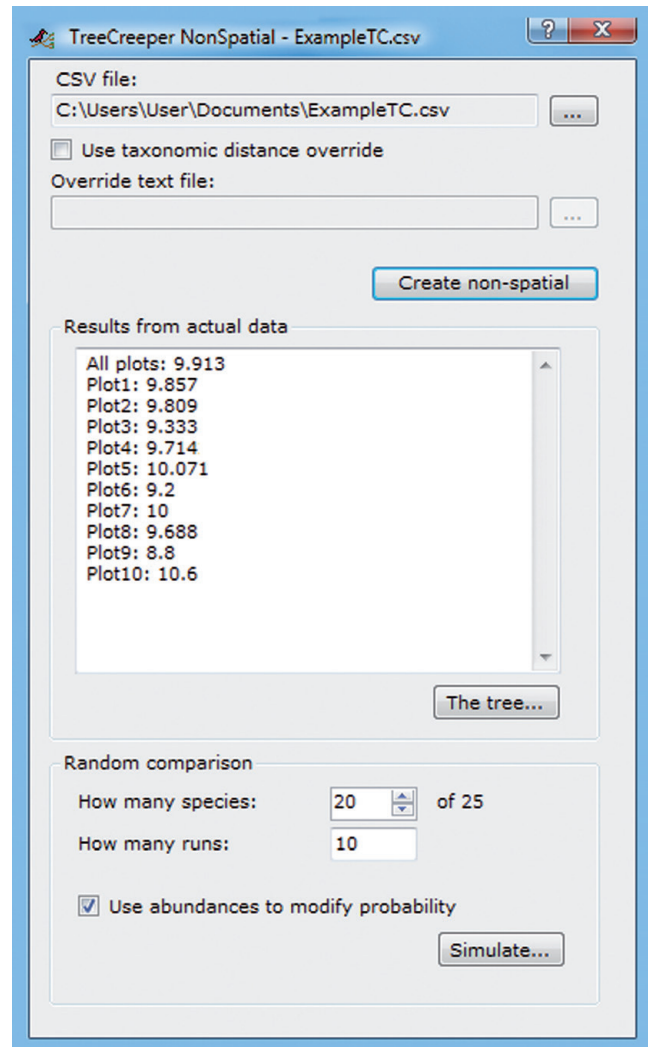 TreeCreeper NonSpatial - ExampleTC.csv
? X
CSV file:
C:\Users\User\Documents\ExampleTC.csv ...
Use taxonomic distance override
Override text file:
...
Create non-spatial
Results from actual data
All plots: 9.913
Plot1: 9.857
Plot2: 9.809
Plot3: 9.333
Plot4: 9.714
Plot5: 10.071
Plot6: 9.2
Plot7: 10
Plot8: 9.688
Plot9: 8.8
Plot10: 10.6
The tree...
Random comparison
How many species: 20 of 25
How many runs: 10
Use abundances to modify probability
Simulate...